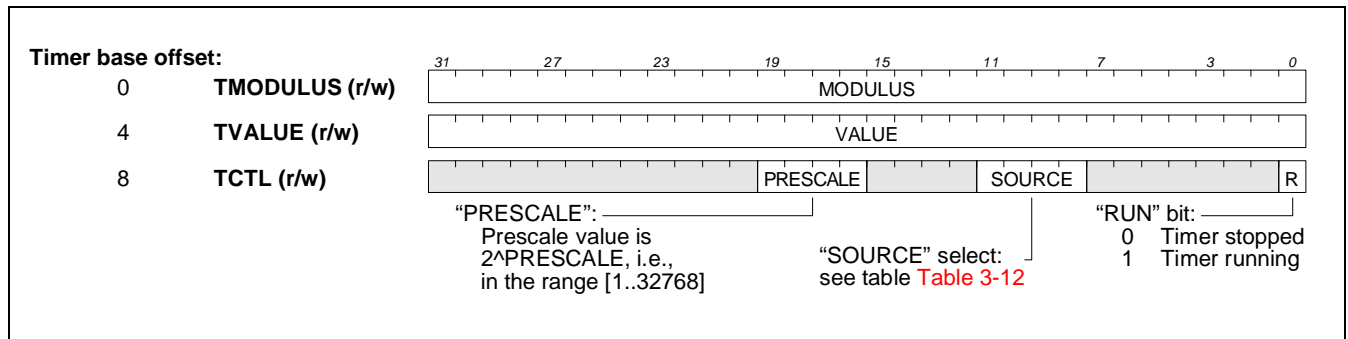 Timer base offset:
31 27 23 19 15 11 7 3 0
0 TMODULUS (r/w) MODULUS
4 TVALUE (r/w) VALUE
8 TCTL (r/w) PRESCALE SOURCE R
“PRESCALE”:
Prescale value is
2^PRESCALE, i.e.,
in the range [1..32768]
“SOURCE” select:
see table Table 3-12
“RUN” bit:
0 Timer stopped
1 Timer running